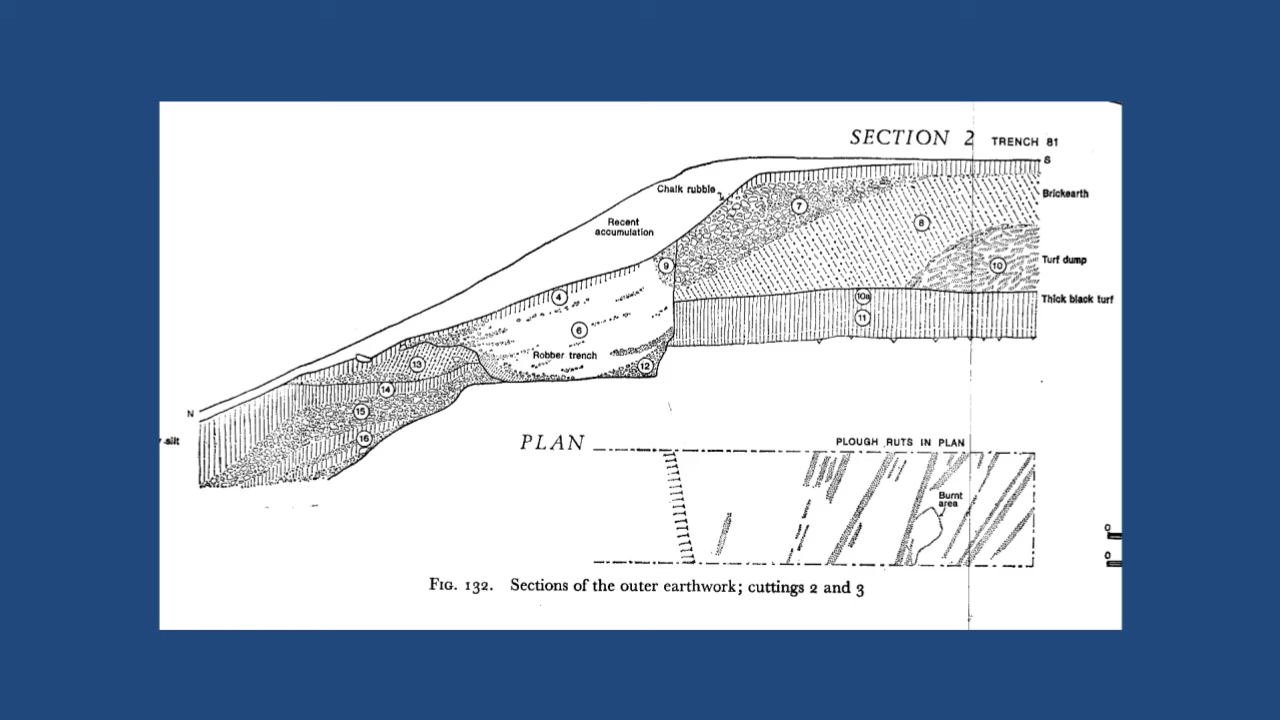 SECTION 2 TRENCH 81
S
Chalk rubble
7
Brickearth
Recent
accumulation
8
9
Turf dump
10
4
10a
Thick black turf
11
6
Robber trench
13
12
14
N
15
16
silt
PLAN
PLOUGH RUTS IN PLAN
Burnt
area
0
0
FIG. 132. Sections of the outer earthwork; cuttings 2 and 3